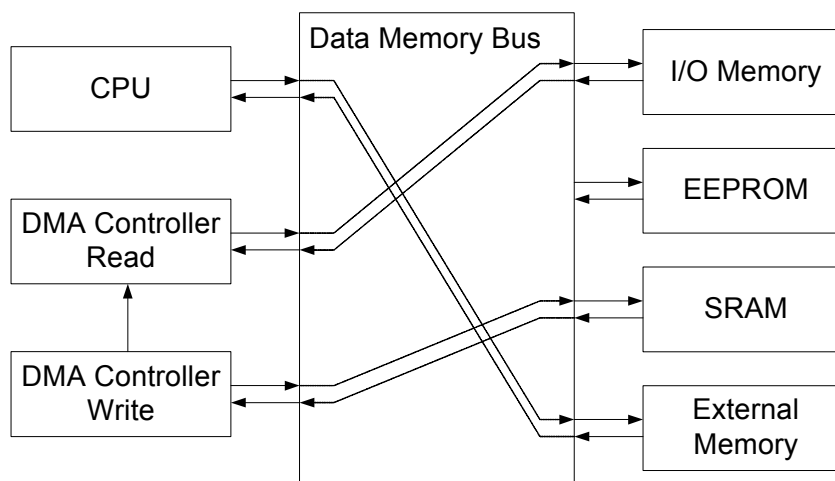 Data Memory Bus
CPU
DMA Controller
Read
DMA Controller
Write
I/O Memory
EEPROM
SRAM
External
Memory